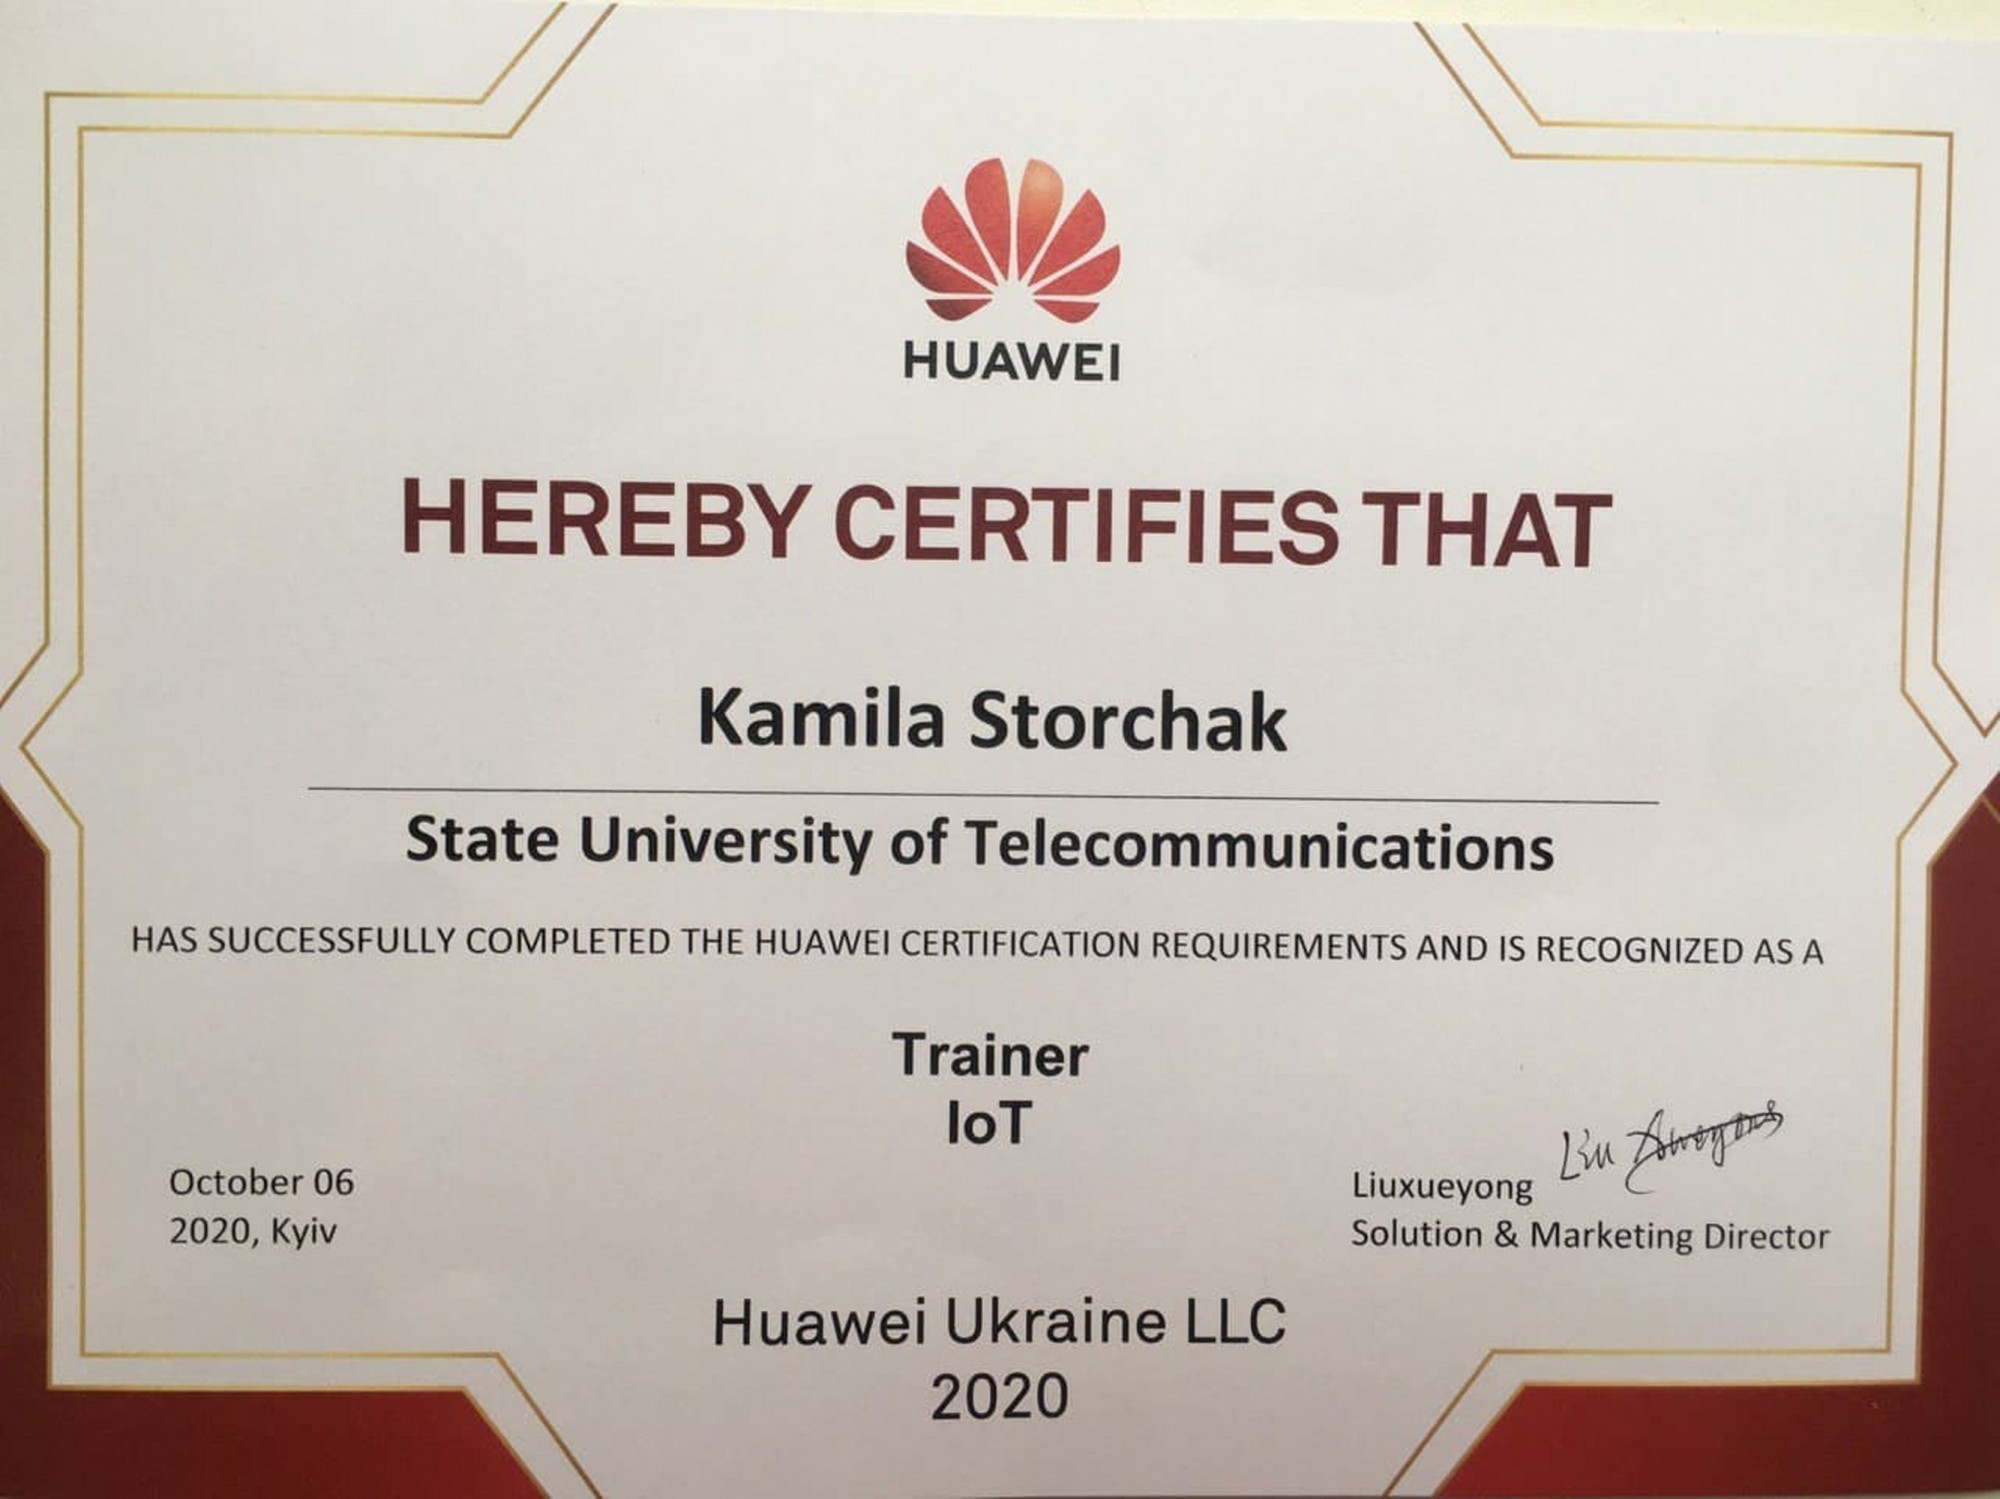 HUAWEI
HEREBY CERTIFIES THAT
Kamila Storchak
State University of Telecommunications
HAS SUCCESSFULLY COMPLETED THE HUAWEI CERTIFICATION REQUIREMENTS AND IS RECOGNIZED AS A
Trainer
IoT
October 06
2020, Kyiv
Liuxueyong
Solution & Marketing Director
Huawei Ukraine LLC
2020